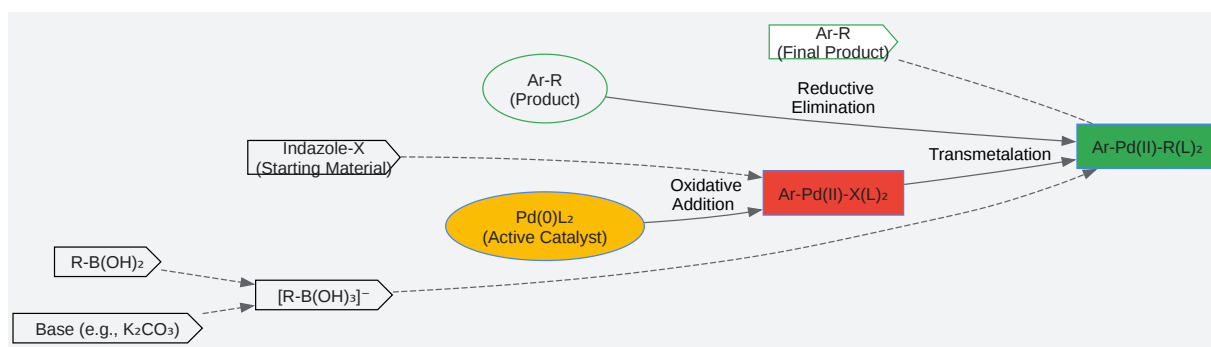 Ar-R
(Final Product)
Ar-R
(Product)
Reductive
Elimination
Indazole-X
(Starting Material)
Transmetalation
Ar-Pd(II)-R(L)₂
Oxidative
Addition
Ar-Pd(II)-X(L)₂
Pd(0)L₂
(Active Catalyst)
R-B(OH)₂
[R-B(OH)₃]⁻
Base (e.g., K₂CO₃)